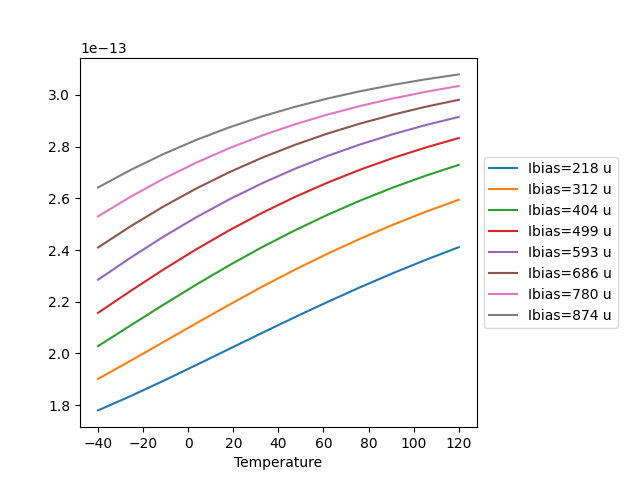 1e−13
3.0
2.8
2.6
2.4
2.2
2.0
1.8
−40 −20 0 20 40 60 80 100 120
Temperature
Ibias=218 u
Ibias=312 u
Ibias=404 u
Ibias=499 u
Ibias=593 u
Ibias=686 u
Ibias=780 u
Ibias=874 u